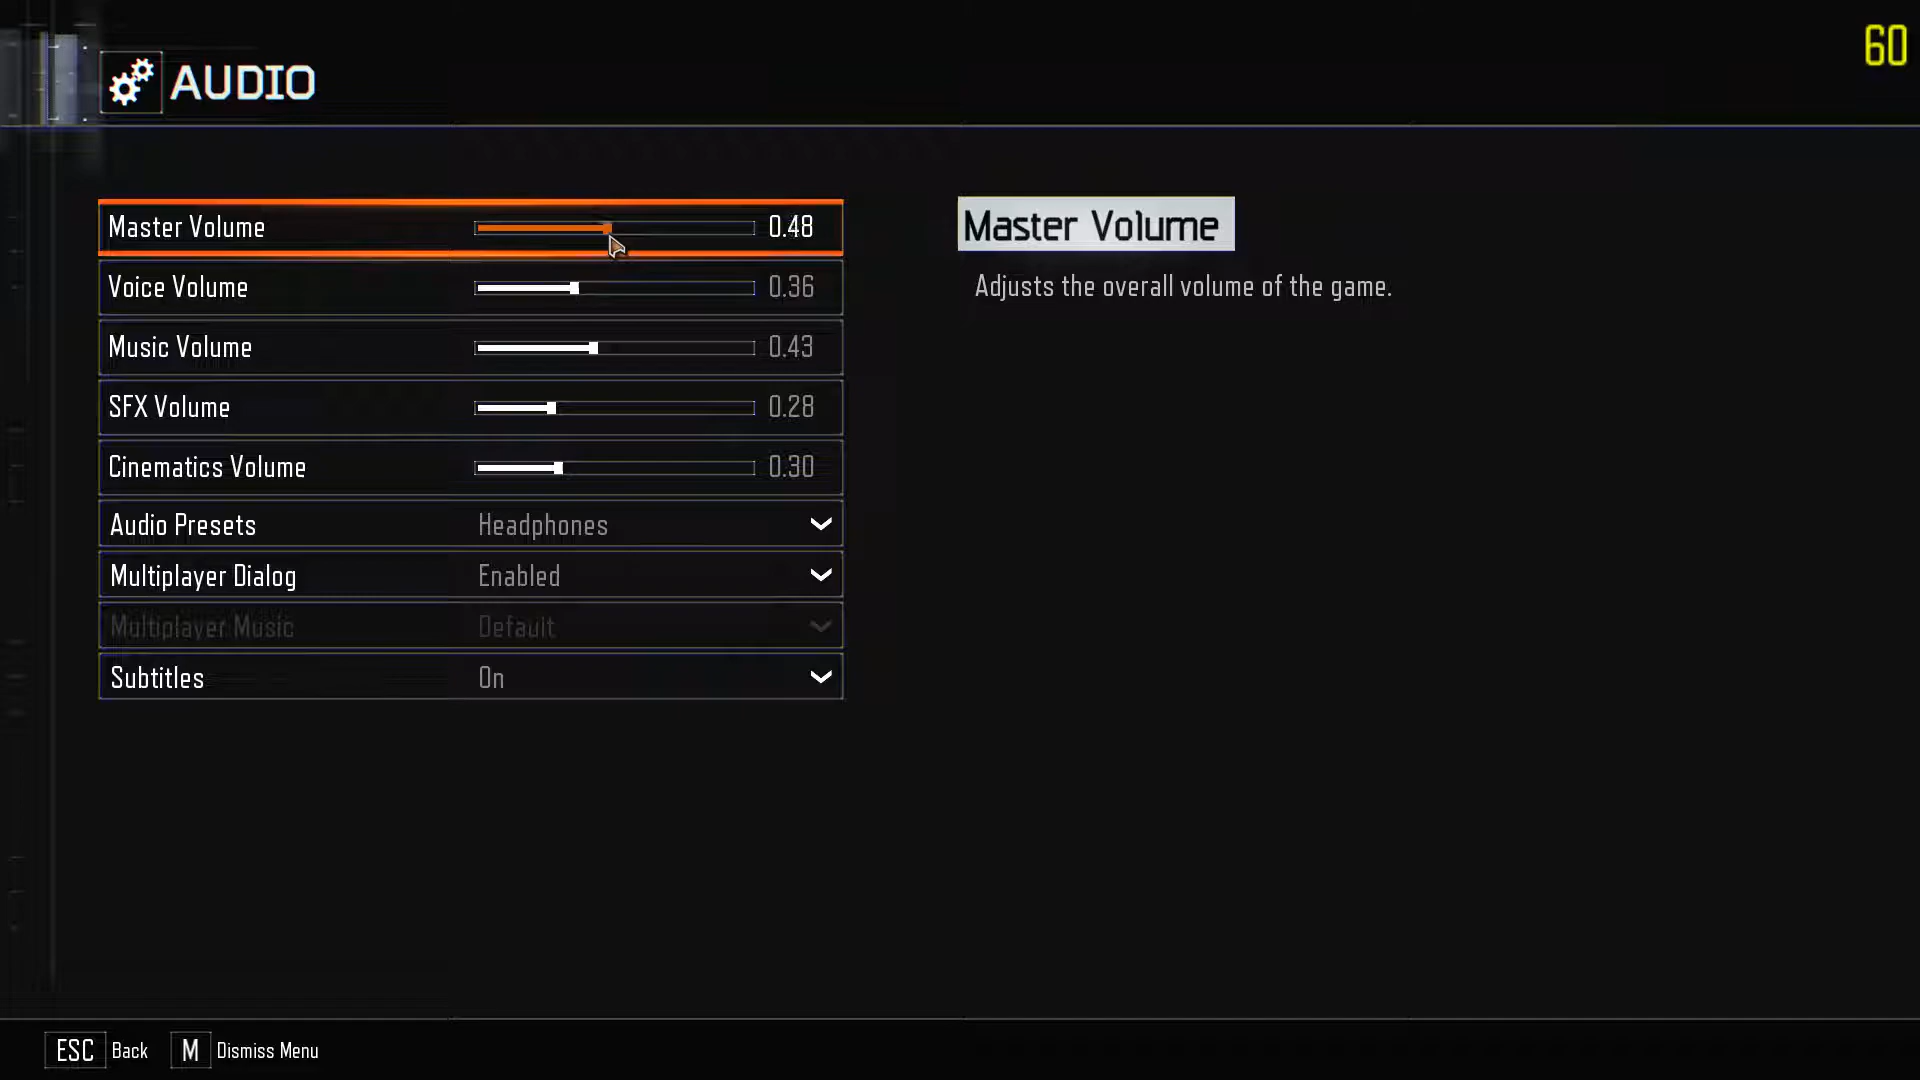 60
AUDIO
Master Volume 0.48
Voice Volume 0.36
Music Volume 0.43
SFX Volume 0.28
Cinematics Volume 0.30
Audio Presets Headphones
Multiplayer Dialog Enabled
Multiplayer Music Default
Subtitles On
Master Volume
Adjusts the overall volume of the game.
ESC Back M Dismiss Menu